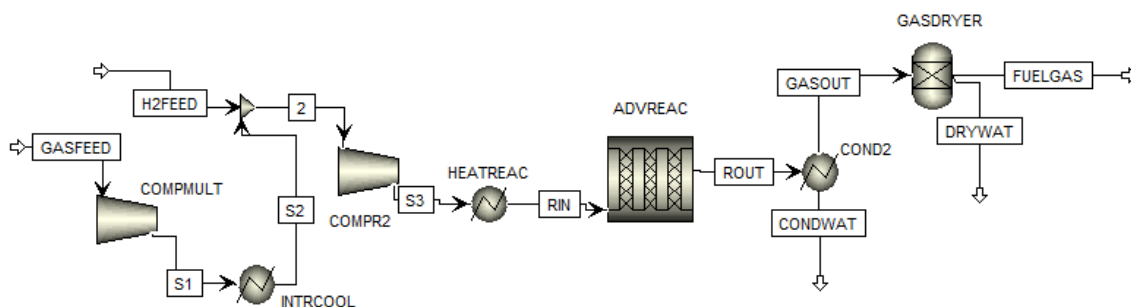 GASDRYER
GASOUT
FUELGAS
H2FEED
2
ADVREAC
DRYWAT
GASFEED
COND2
COMPMULT
HEATREAC
ROUT
S2
S3
RIN
COMPR2
CONDWAT
S1
INTRCOOL